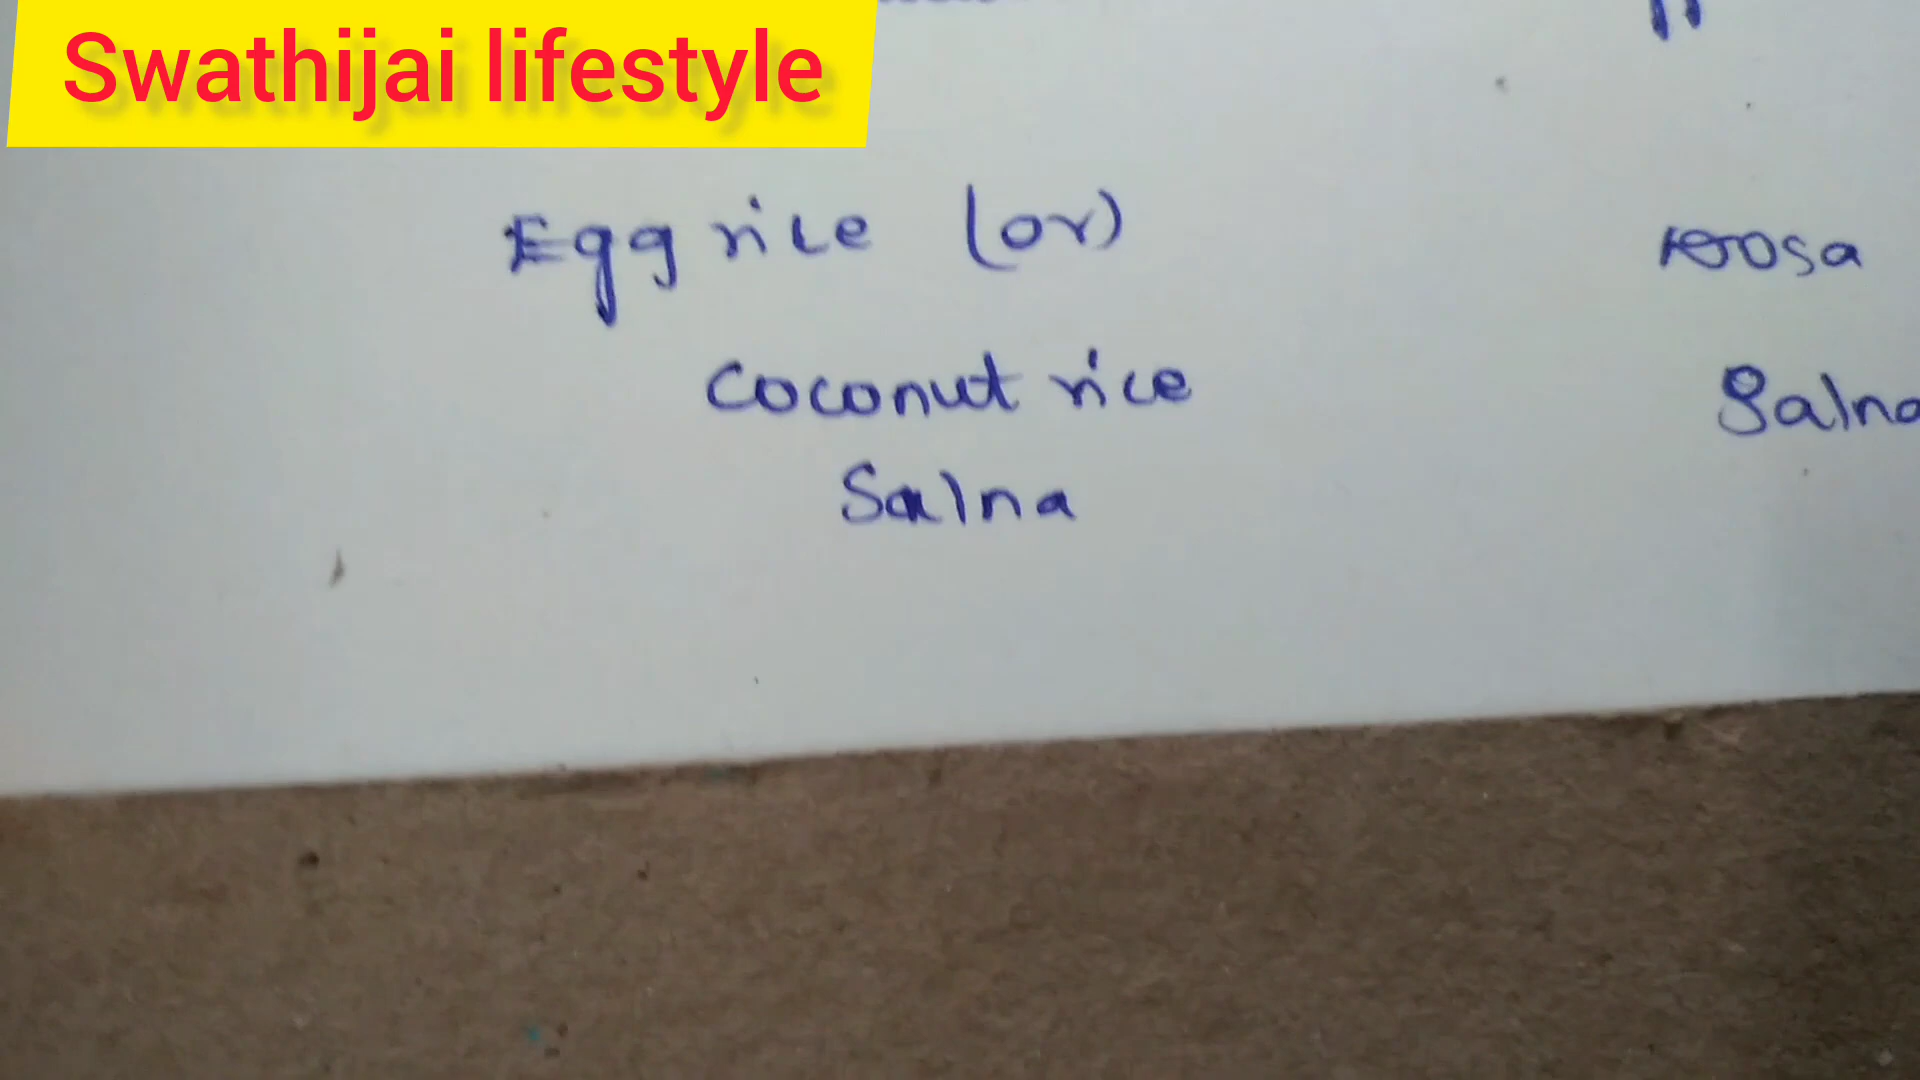 Swathijai lifestyle
Egg rice (or)
Coconut rice
Salna
Dosa
Salna